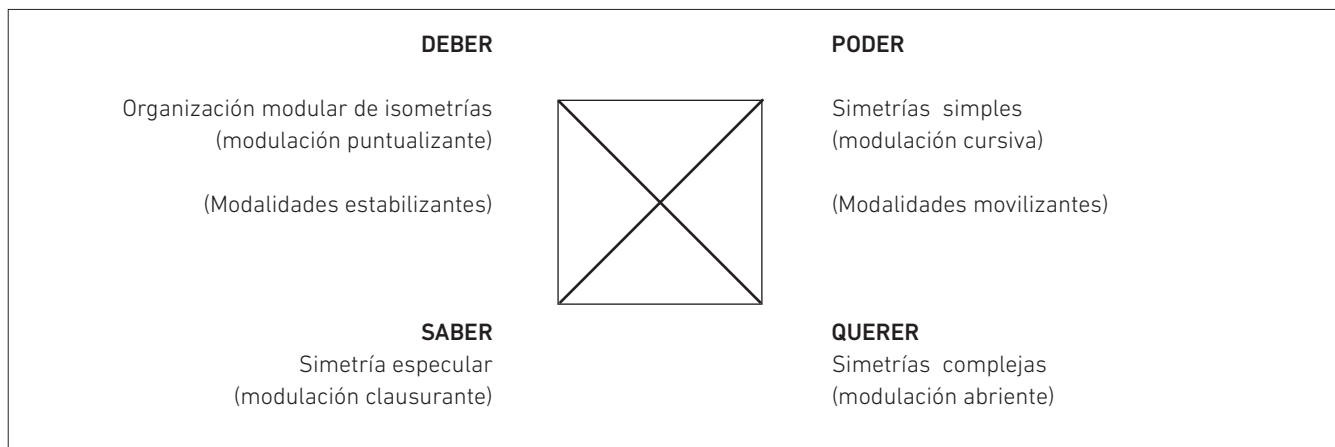 DEBER
PODER
Organización modular de isometrías
(modulación puntualizante)
Simetrías simples
(modulación cursiva)
(Modalidades estabilizantes)
(Modalidades movilizantes)
SABER
Simetría especular
(modulación clausurante)
QUERER
Simetrías complejas
(modulación abriente)